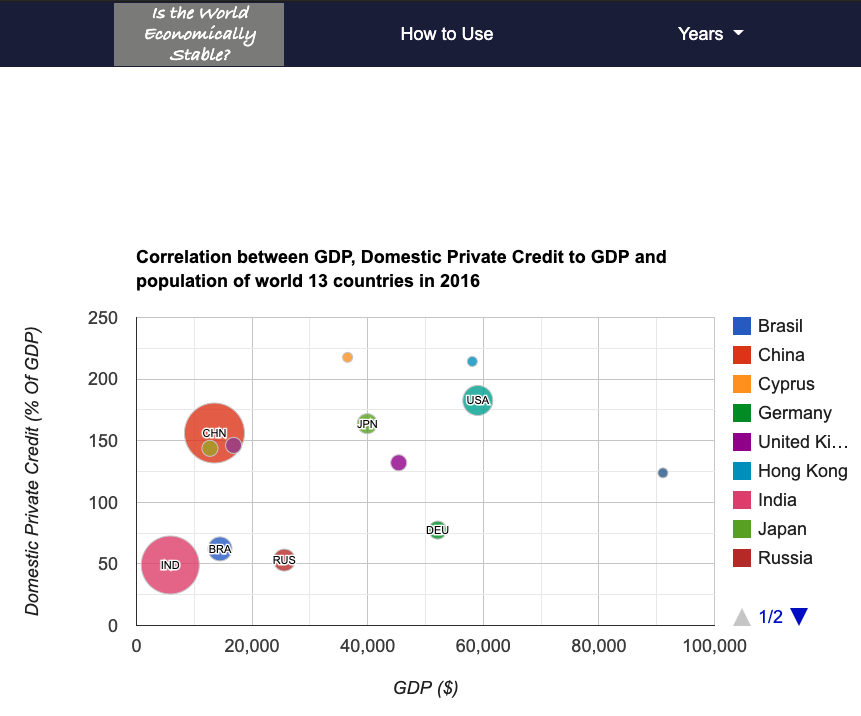 Is the World
Economically
Stable?
How to Use
Years
Correlation between GDP, Domestic Private Credit to GDP and
population of world 13 countries in 2016
Domestic Private Credit (% Of GDP)
250
200
150
100
50
0
CHN
JPN
USA
DEU
IND
BRA
RUS
0
20,000
40,000
60,000
80,000
100,000
GDP ($)
Brasil
China
Cyprus
Germany
United Ki...
Hong Kong
India
Japan
Russia
1/2